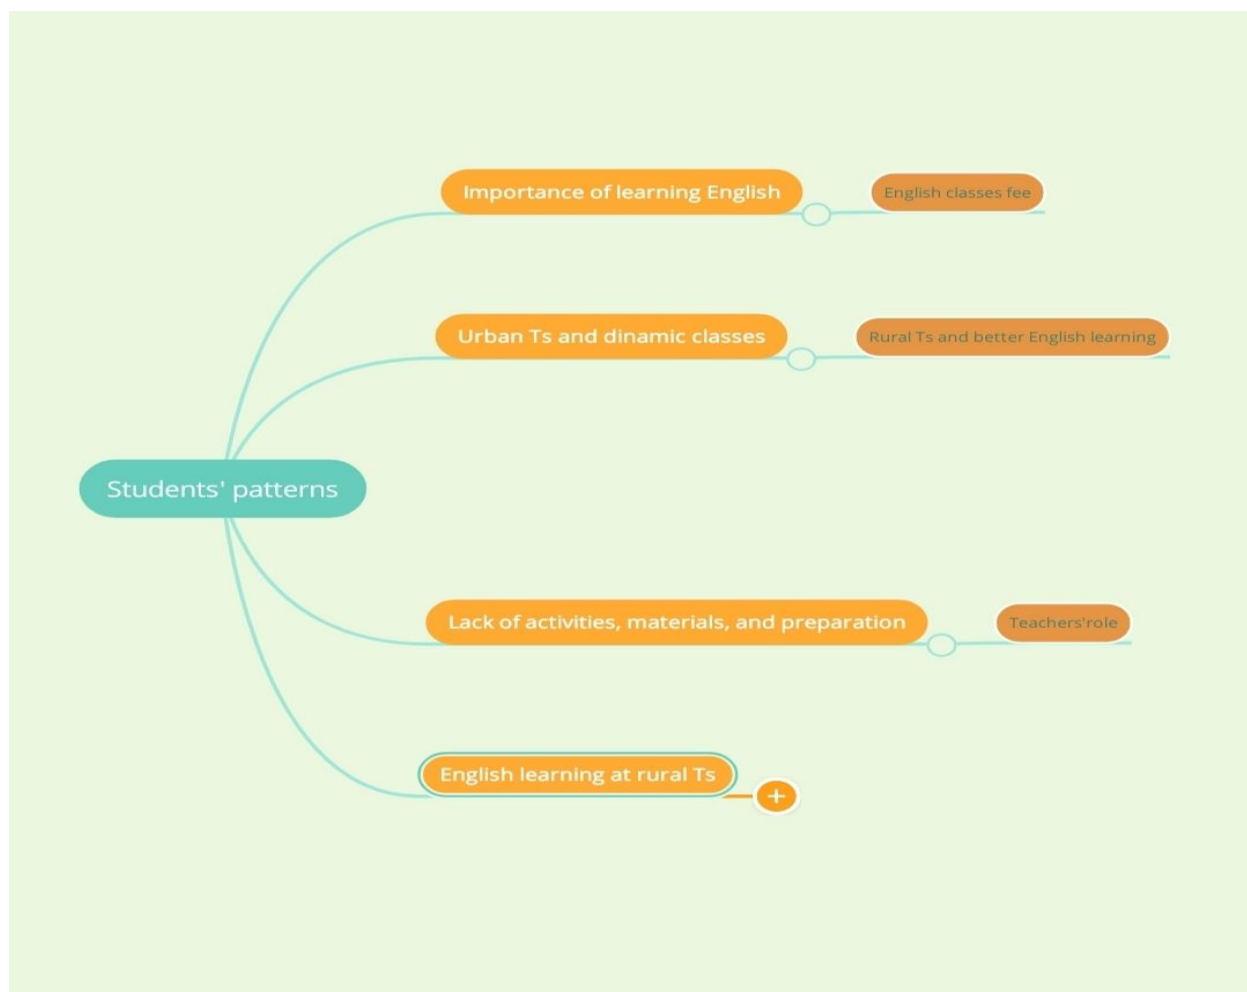 Importance of learning English
English classes fee
Urban Ts and dinamic classes
Rural Ts and better English learning
Students' patterns
Lack of activities, materials, and preparation
Teachers'role
English learning at rural Ts
+